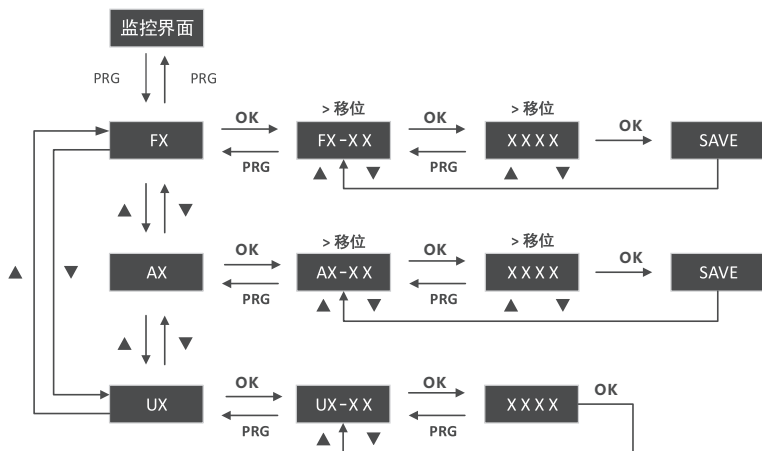 监控界面
PRG PRG
>移位 >移位
FX OK FX-XX OK XXXX OK SAVE
PRG ▲ ▼ PRG ▲ ▼
▲ ▼
>移位 >移位
AX OK AX-XX OK XXXX OK SAVE
▲ ▼ PRG ▲ ▼ PRG ▲ ▼
▲ ▼
UX OK UX-XX OK XXXX OK
PRG ▲ ▼ PRG